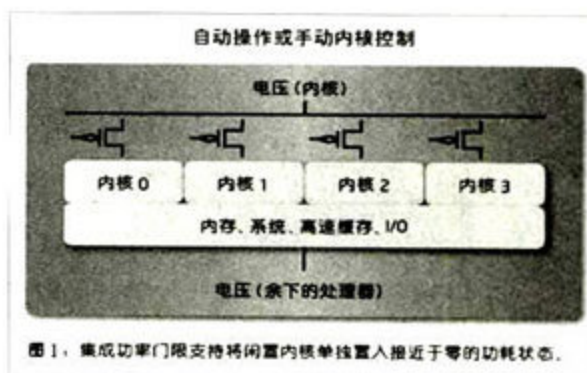 自动操作或手动内核控制
电压(内核)
内核 0 内核 1 内核 2 内核 3
内存、系统、高速缓存、I/O
电压(余下的处理器)
图 1：集成功率门限支持将闲置内核单独置入接近于零的功耗状态.